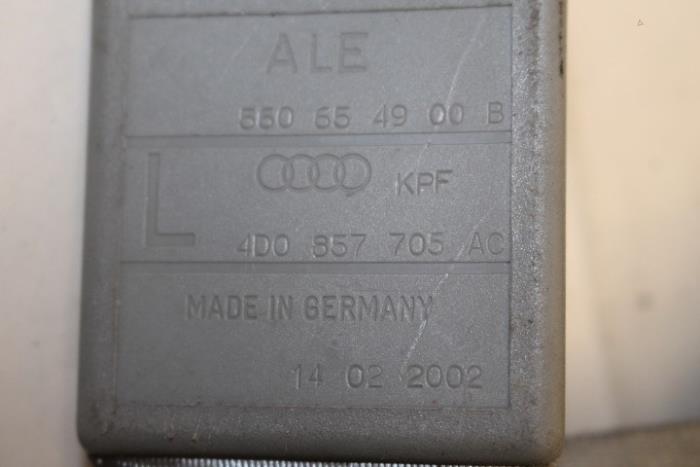 ALE
550 65 49 00 B
L KPF
4D0 857 705 AC
MADE IN GERMANY
14 02 2002